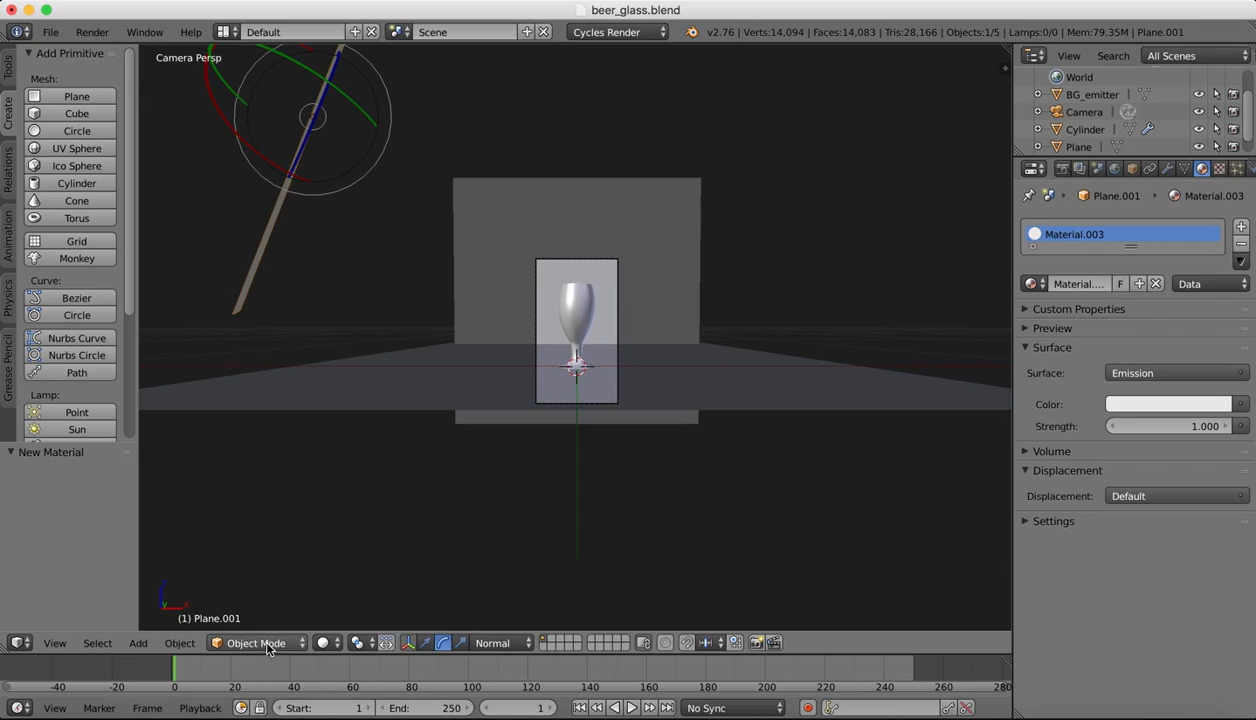 beer_glass.blend
File Render Window Help Default Scene Cycles Render v2.76 | Verts:14,094 | Faces:14,083 | Tris:28,166 | Objects:1/5 | Lamps:0/0 | Mem:79.35M | Plane.001
Tools
Create
Relations
Animation
Physics
Grease Pencil
Add Primitive
Mesh:
Plane
Cube
Circle
UV Sphere
Ico Sphere
Cylinder
Cone
Torus
Grid
Monkey
Curve:
Bezier
Circle
Nurbs Curve
Nurbs Circle
Path
Lamp:
Point
Sun
New Material
Camera Persp
(1) Plane.001
View Select Add Object Object Mode Normal
-40 -20 0 20 40 60 80 100 120 140 160 180 200 220 240 260 280
View Marker Frame Playback Start: 1 End: 250 1 No Sync
View Search All Scenes
World
BG_emitter
Camera
Cylinder
Plane
Plane.001 Material.003
Material.003
Material.... F Data
Custom Properties
Preview
Surface
Surface: Emission
Color:
Strength: 1.000
Volume
Displacement
Displacement: Default
Settings